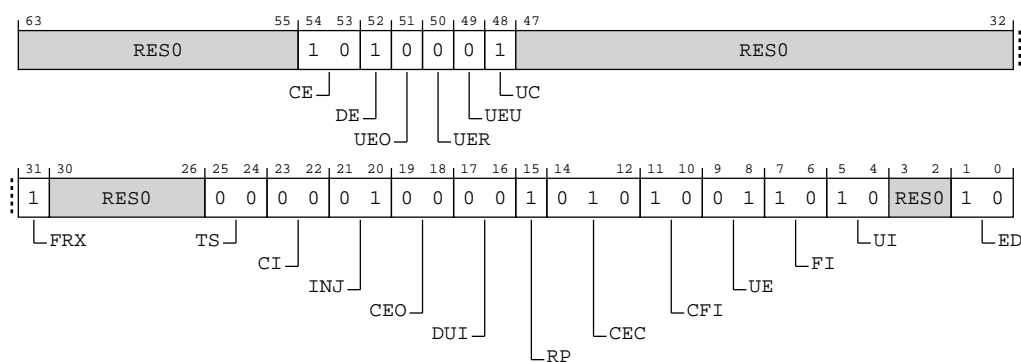 63 55 54 53 52 51 50 49 48 47 32
RES0 1 0 1 0 0 0 1 RES0
CE UC
DE UEU
UEO UER
31 30 26 25 24 23 22 21 20 19 18 17 16 15 14 12 11 10 9 8 7 6 5 4 3 2 1 0
1 RES0 0 0 0 0 0 1 0 0 0 0 1 0 1 0 1 0 0 1 1 0 1 0 RES0 1 0
FRX TS UI ED
CI FI
INJ UE
CEO CFI
DUI CEC
RP